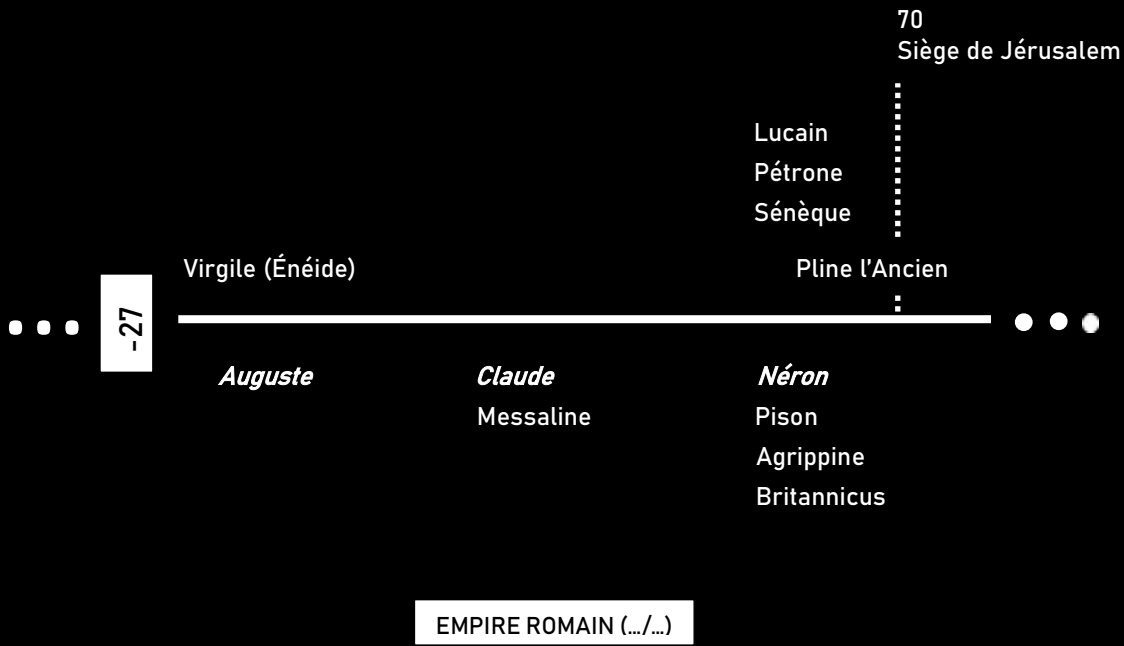 70
Siège de Jérusalem
Lucain
Pétrone
Sénèque
Virgile (Énéide)
Pline l'Ancien
-27
Auguste
Claude
Néron
Messaline
Pison
Agrippine
Britannicus
EMPIRE ROMAIN (…/…)